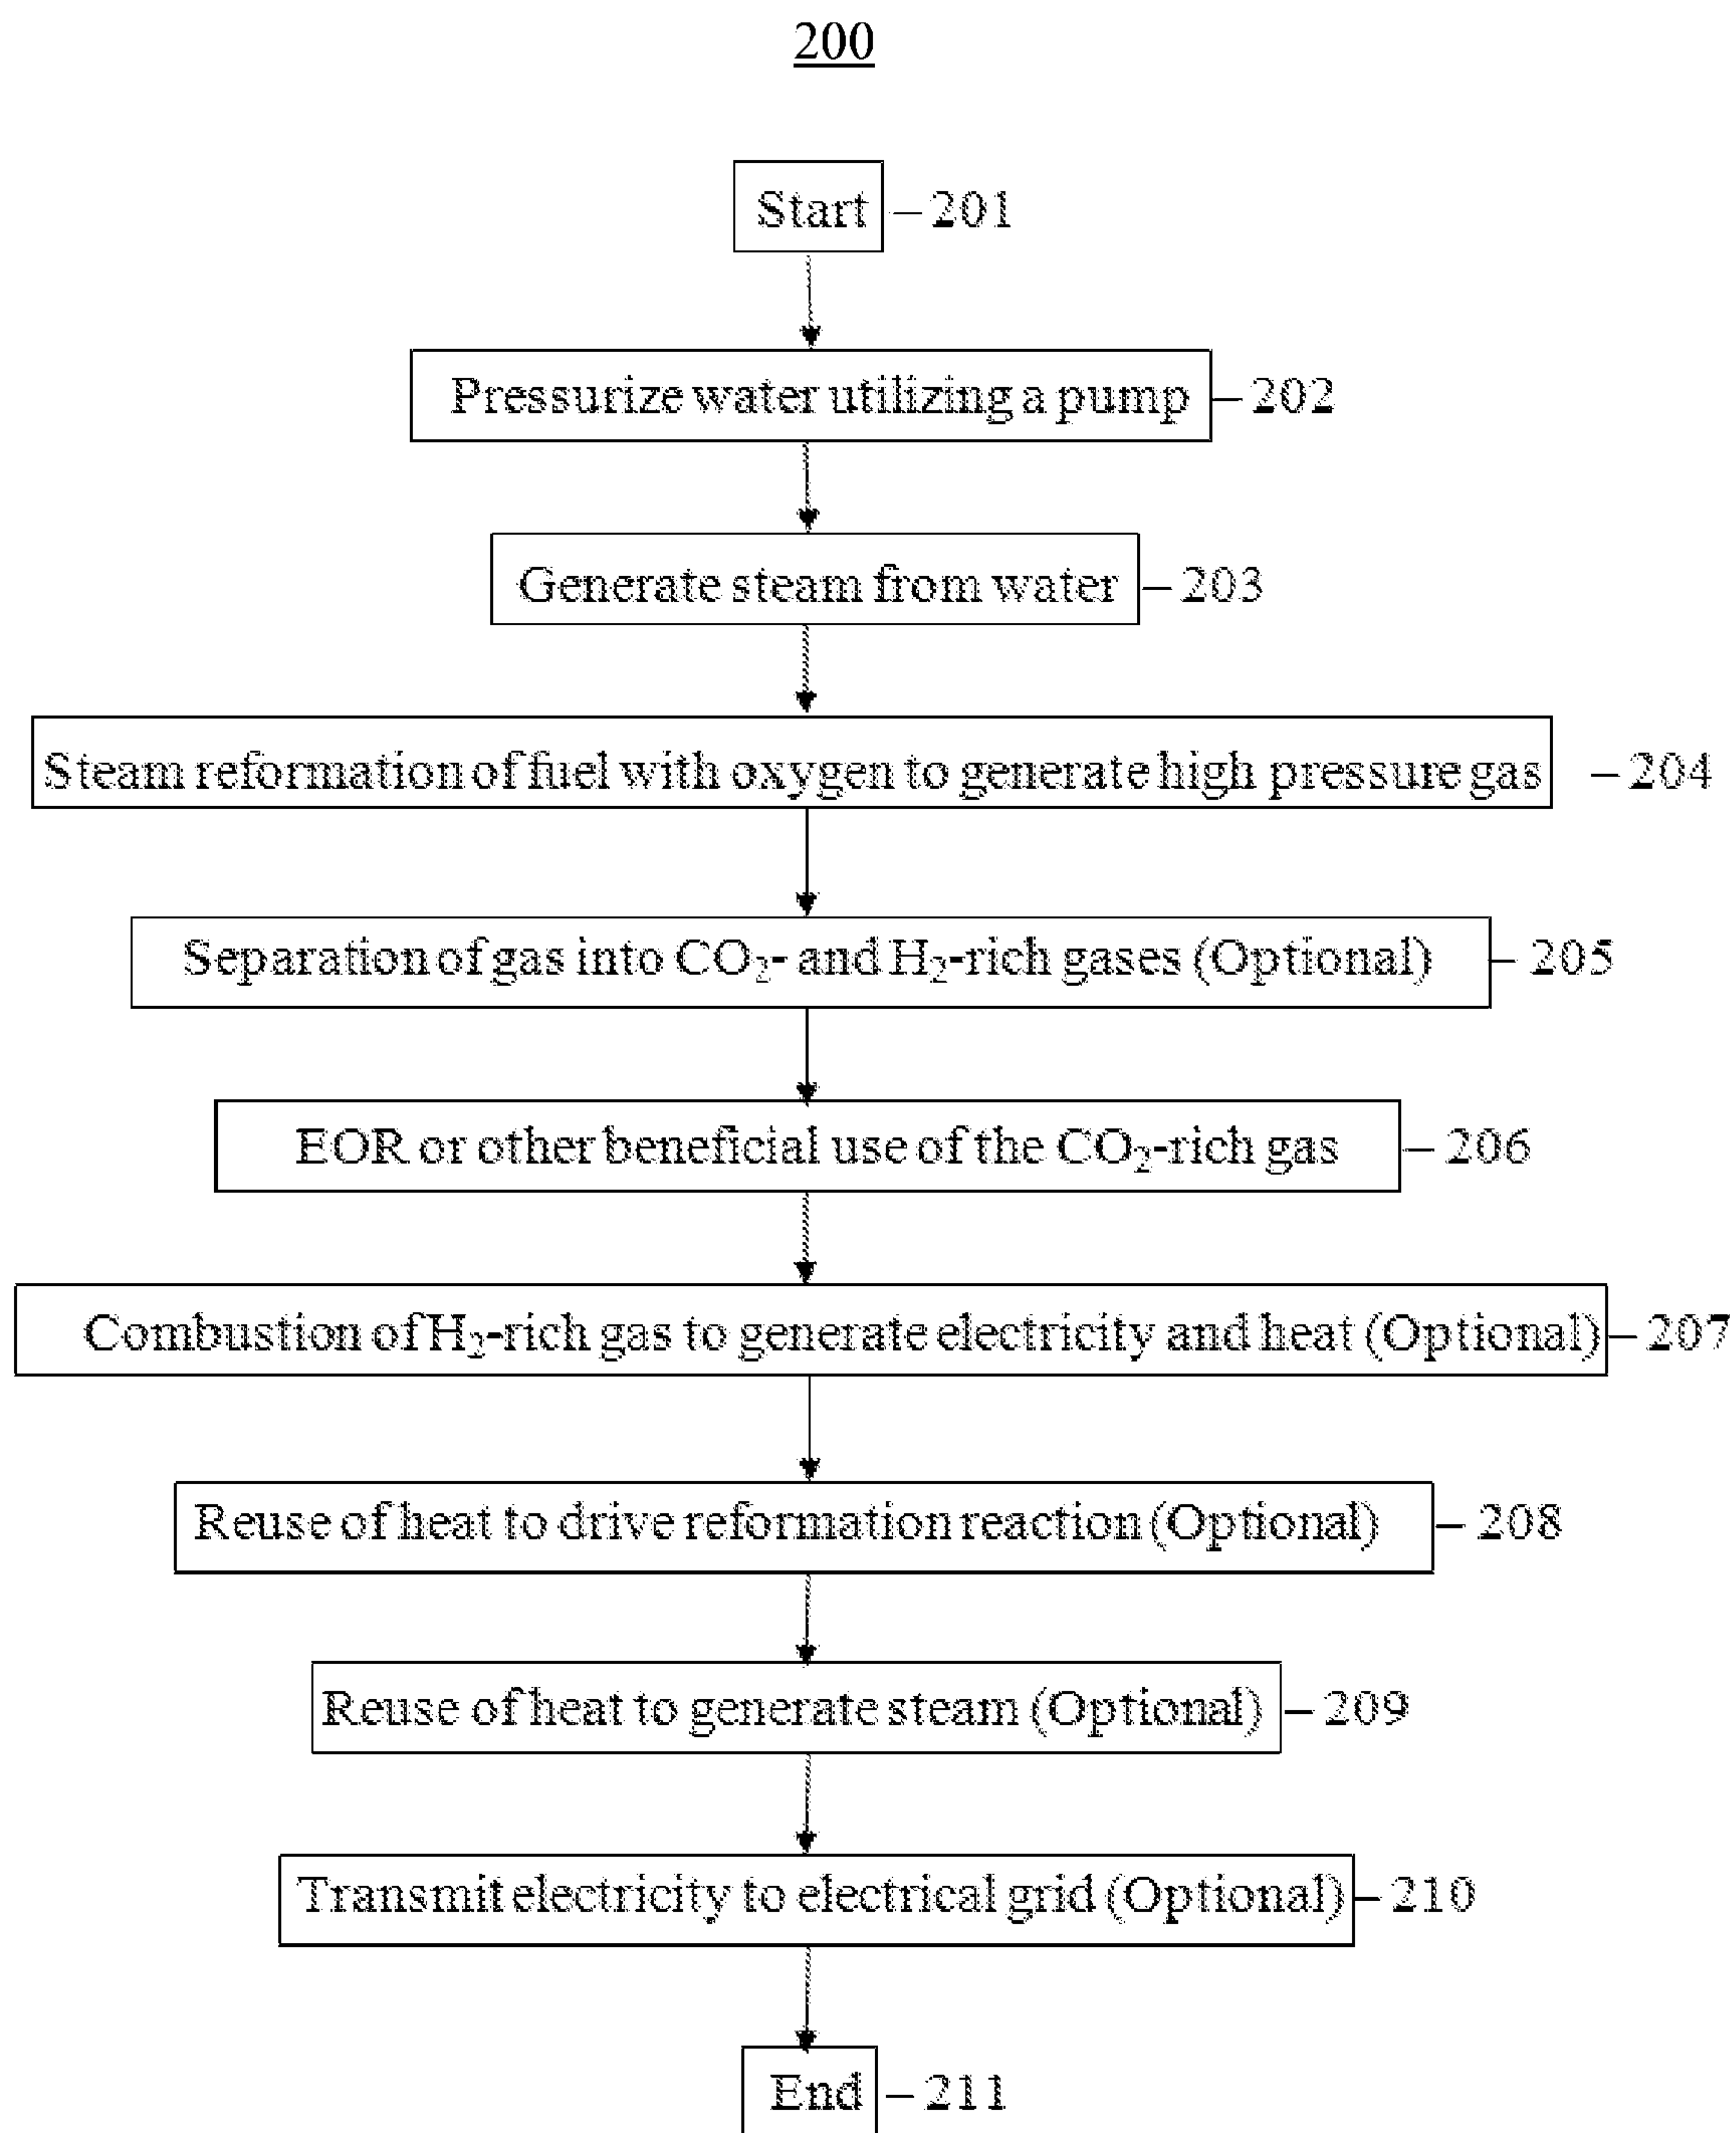 200
Start – 201
Pressurize water utilizing a pump – 202
Generate steam from water – 203
Steam reformation of fuel with oxygen to generate high pressure gas – 204
Separation of gas into CO₂- and H₂-rich gases (Optional) – 205
EOR or other beneficial use of the CO₂-rich gas – 206
Combustion of H₂-rich gas to generate electricity and heat (Optional) – 207
Reuse of heat to drive reformation reaction (Optional) – 208
Reuse of heat to generate steam (Optional) – 209
Transmit electricity to electrical grid (Optional) – 210
End – 211